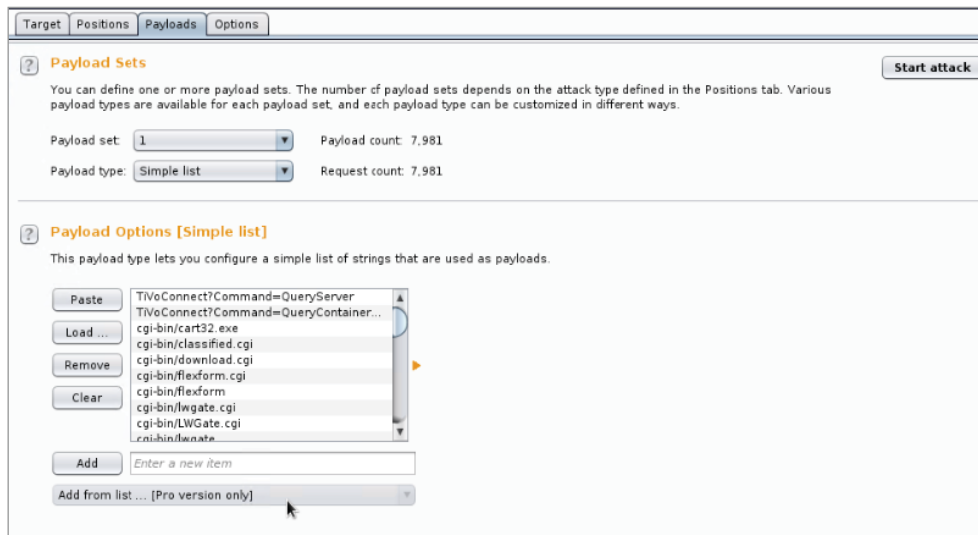 Target Positions Payloads Options
? Payload Sets
Start attack
You can define one or more payload sets. The number of payload sets depends on the attack type defined in the Positions tab. Various
payload types are available for each payload set, and each payload type can be customized in different ways.
Payload set: 1 Payload count: 7,981
Payload type: Simple list Request count: 7,981
? Payload Options [Simple list]
This payload type lets you configure a simple list of strings that are used as payloads.
Paste
Load ...
Remove
Clear
TiVoConnect?Command=QueryServer
TiVoConnect?Command=QueryContainer...
cgi-bin/cart32.exe
cgi-bin/classified.cgi
cgi-bin/download.cgi
cgi-bin/flexform.cgi
cgi-bin/flexform
cgi-bin/lwgate.cgi
cgi-bin/LWGate.cgi
cgi-bin/lwgate
Add Enter a new item
Add from list ... [Pro version only]